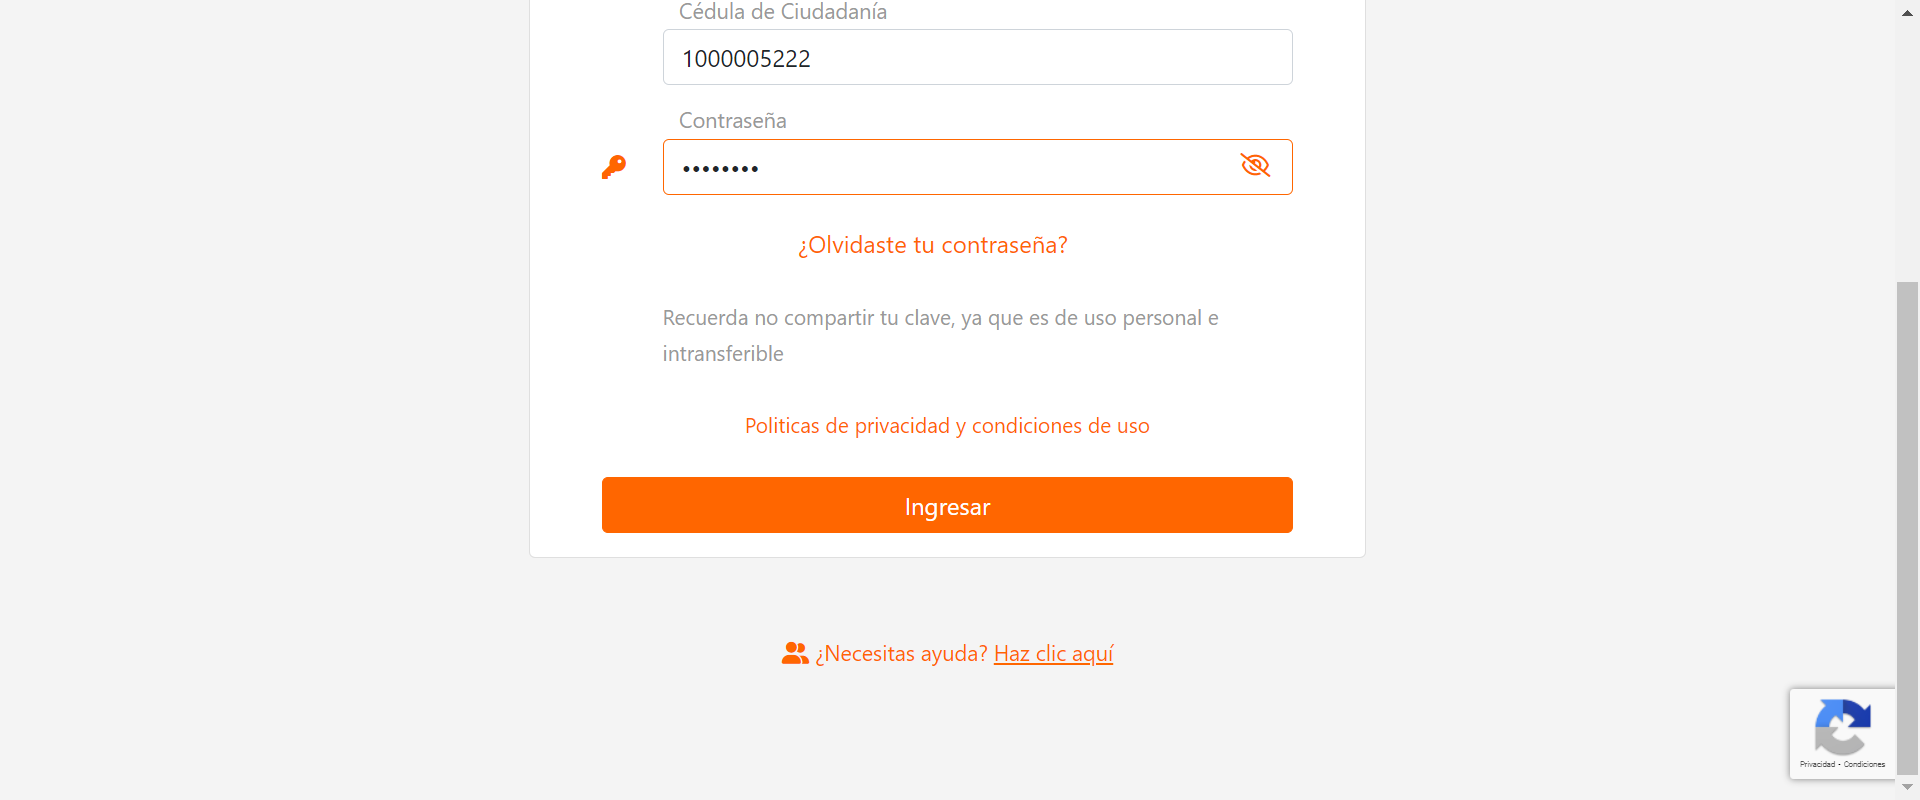 Cédula de Ciudadanía
1000005222
Contraseña
••••••••
¿Olvidaste tu contraseña?
Recuerda no compartir tu clave, ya que es de uso personal e
intransferible
Politicas de privacidad y condiciones de uso
Ingresar
¿Necesitas ayuda? Haz clic aquí
Privacidad - Condiciones